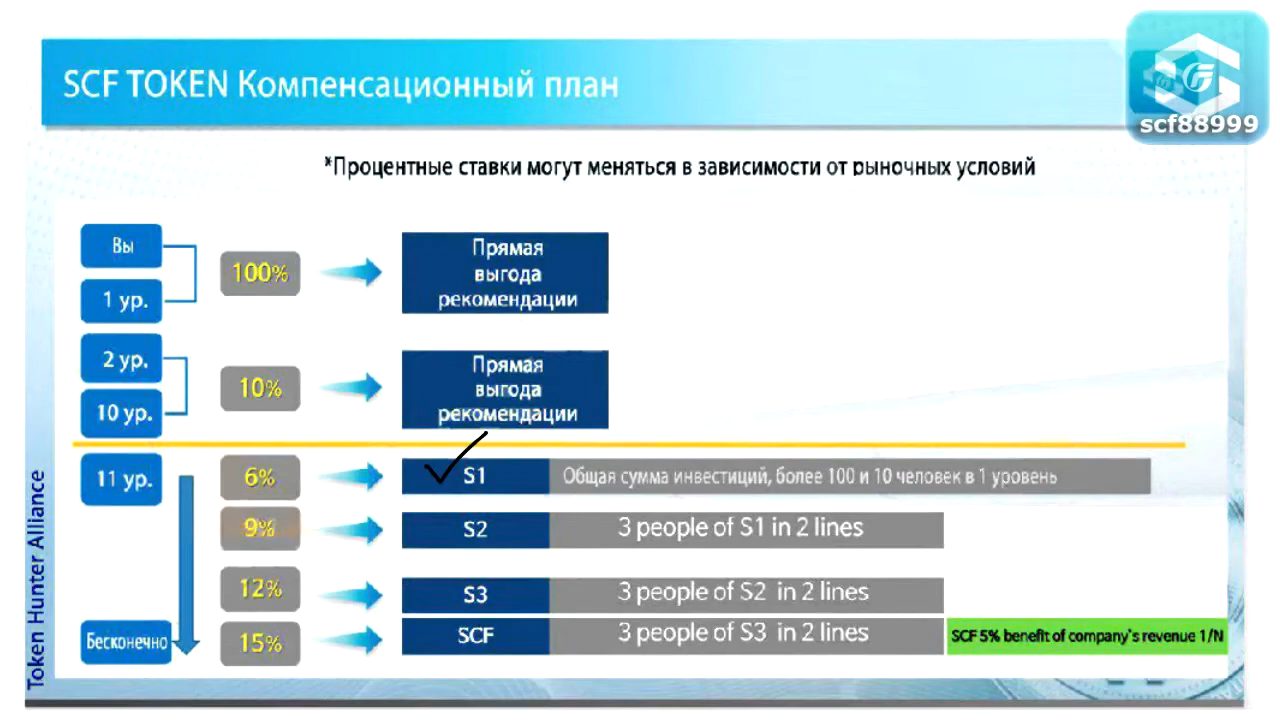 SCF TOKEN Компенсационный план
scf88999
*Процентные ставки могут меняться в зависимости от рыночных условий
Вы
1 ур.
100%
Прямая
выгода
рекомендации
2 ур.
10 ур.
10%
Прямая
выгода
рекомендации
11 ур.
6%
S1
Общая сумма инвестиций, более 100 и 10 человек в 1 уровень
9%
S2
3 people of S1 in 2 lines
12%
S3
3 people of S2 in 2 lines
Бесконечно
15%
SCF
3 people of S3 in 2 lines
SCF 5% benefit of company`s revenue 1/N
Token Hunter Alliance